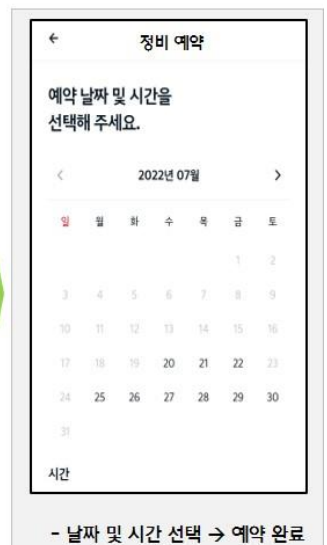 ← 정비 예약
예약 날짜 및 시간을
선택해 주세요.
< 2022년 07월 >
일 월 화 수 목 금 토
1 2
3 4 5 6 7 8 9
10 11 12 13 14 15 16
17 18 19 20 21 22 23
24 25 26 27 28 29 30
31
시간
- 날짜 및 시간 선택 → 예약 완료